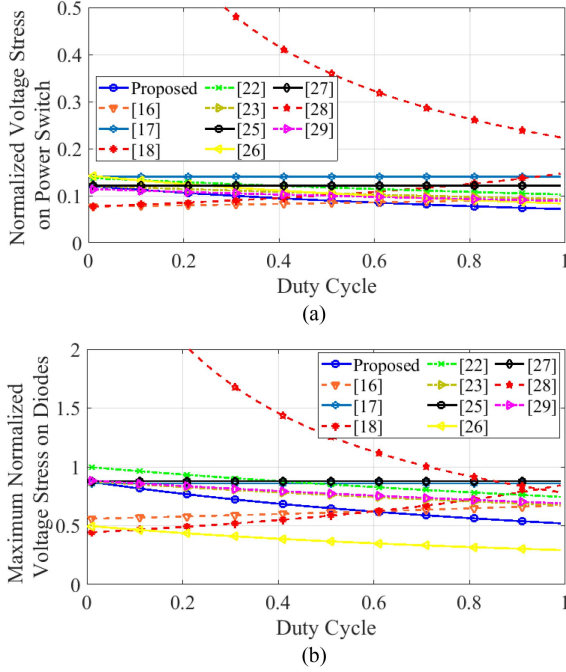 0.5
0.4
0.3
0.2
0.1
0
Normalized Voltage Stress
on Power Switch
Proposed
[16]
[17]
[18]
[22]
[23]
[25]
[26]
[27]
[28]
[29]
0 0.2 0.4 0.6 0.8 1
Duty Cycle
(a)
2
1.5
1
0.5
0
Maximum Normalized
Voltage Stress on Diodes
Proposed
[16]
[17]
[18]
[22]
[23]
[25]
[26]
[27]
[28]
[29]
0 0.2 0.4 0.6 0.8 1
Duty Cycle
(b)